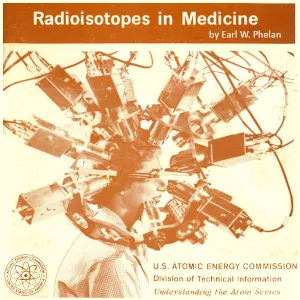 Radioisotopes in Medicine
by Earl W. Phelan
U.S. ATOMIC ENERGY COMMISSION
Division of Technical Information
Understanding the Atom Series